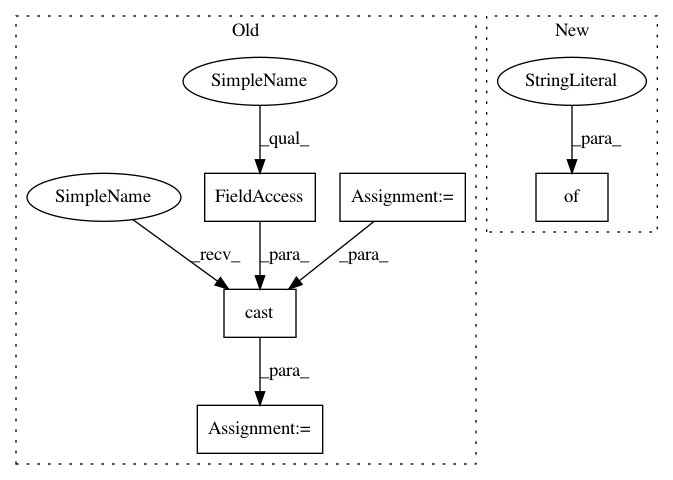 Old
New
SimpleName
StringLiteral
_qual_
_para_
SimpleName
FieldAccess
Assignment:=
of
_recv_
_para_
_para_
cast
_para_
Assignment:=